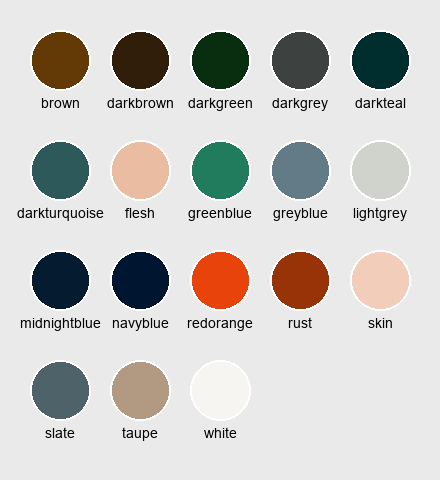 brown darkbrown darkgreen darkgrey darkteal
darkturquoise flesh greenblue greyblue lightgrey
midnightblue navyblue redorange rust skin
slate taupe white